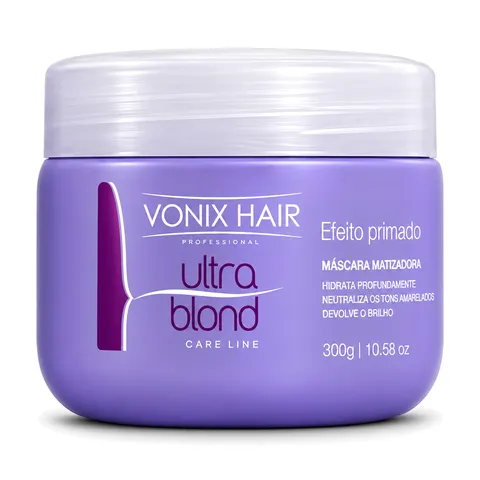 VONIX HAIR
PROFESSIONAL
ultra
blond
CARE LINE
Efeito primado
MÁSCARA MATIZADORA
HIDRATA PROFUNDAMENTE
NEUTRALIZA OS TONS AMARELADOS
DEVOLVE O BRILHO
300g | 10.58 oz